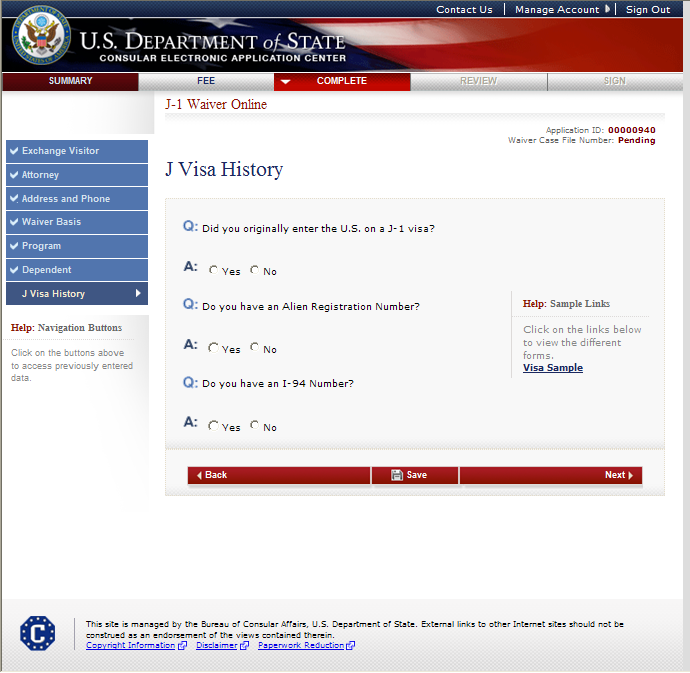 Contact Us | Manage Account | Sign Out
U.S. DEPARTMENT of STATE
CONSULAR ELECTRONIC APPLICATION CENTER
SUMMARY FEE COMPLETE REVIEW SIGN
J-1 Waiver Online
Application ID: 00000940
Waiver Case File Number: Pending
Exchange Visitor
Attorney
Address and Phone
Waiver Basis
Program
Dependent
J Visa History
Help: Navigation Buttons
Click on the buttons above
to access previously entered
data.
J Visa History
Q: Did you originally enter the U.S. on a J-1 visa?
A: Yes No
Q: Do you have an Alien Registration Number?
A: Yes No
Q: Do you have an I-94 Number?
A: Yes No
Help: Sample Links
Click on the links below
to view the different
forms.
Visa Sample
Back Save Next
C
This site is managed by the Bureau of Consular Affairs, U.S. Department of State. External links to other Internet sites should not be
construed as an endorsement of the views contained therein.
Copyright Information Disclaimer Paperwork Reduction